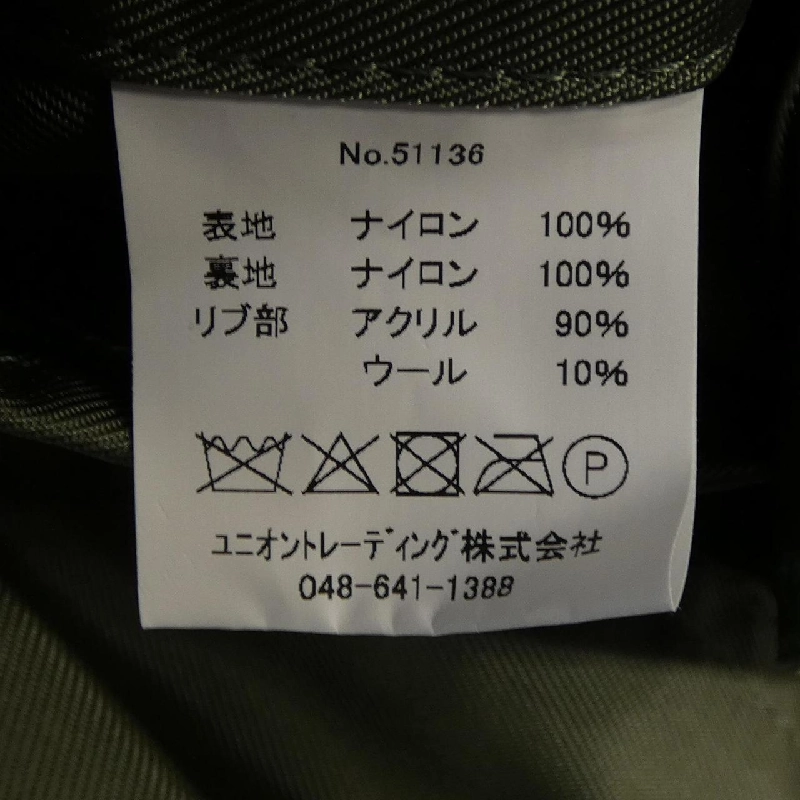 No.51136
表地 ナイロン 100%
裏地 ナイロン 100%
リブ部 アクリル 90%
ウール 10%
P
ユニオントレーディング株式会社
048-641-1388